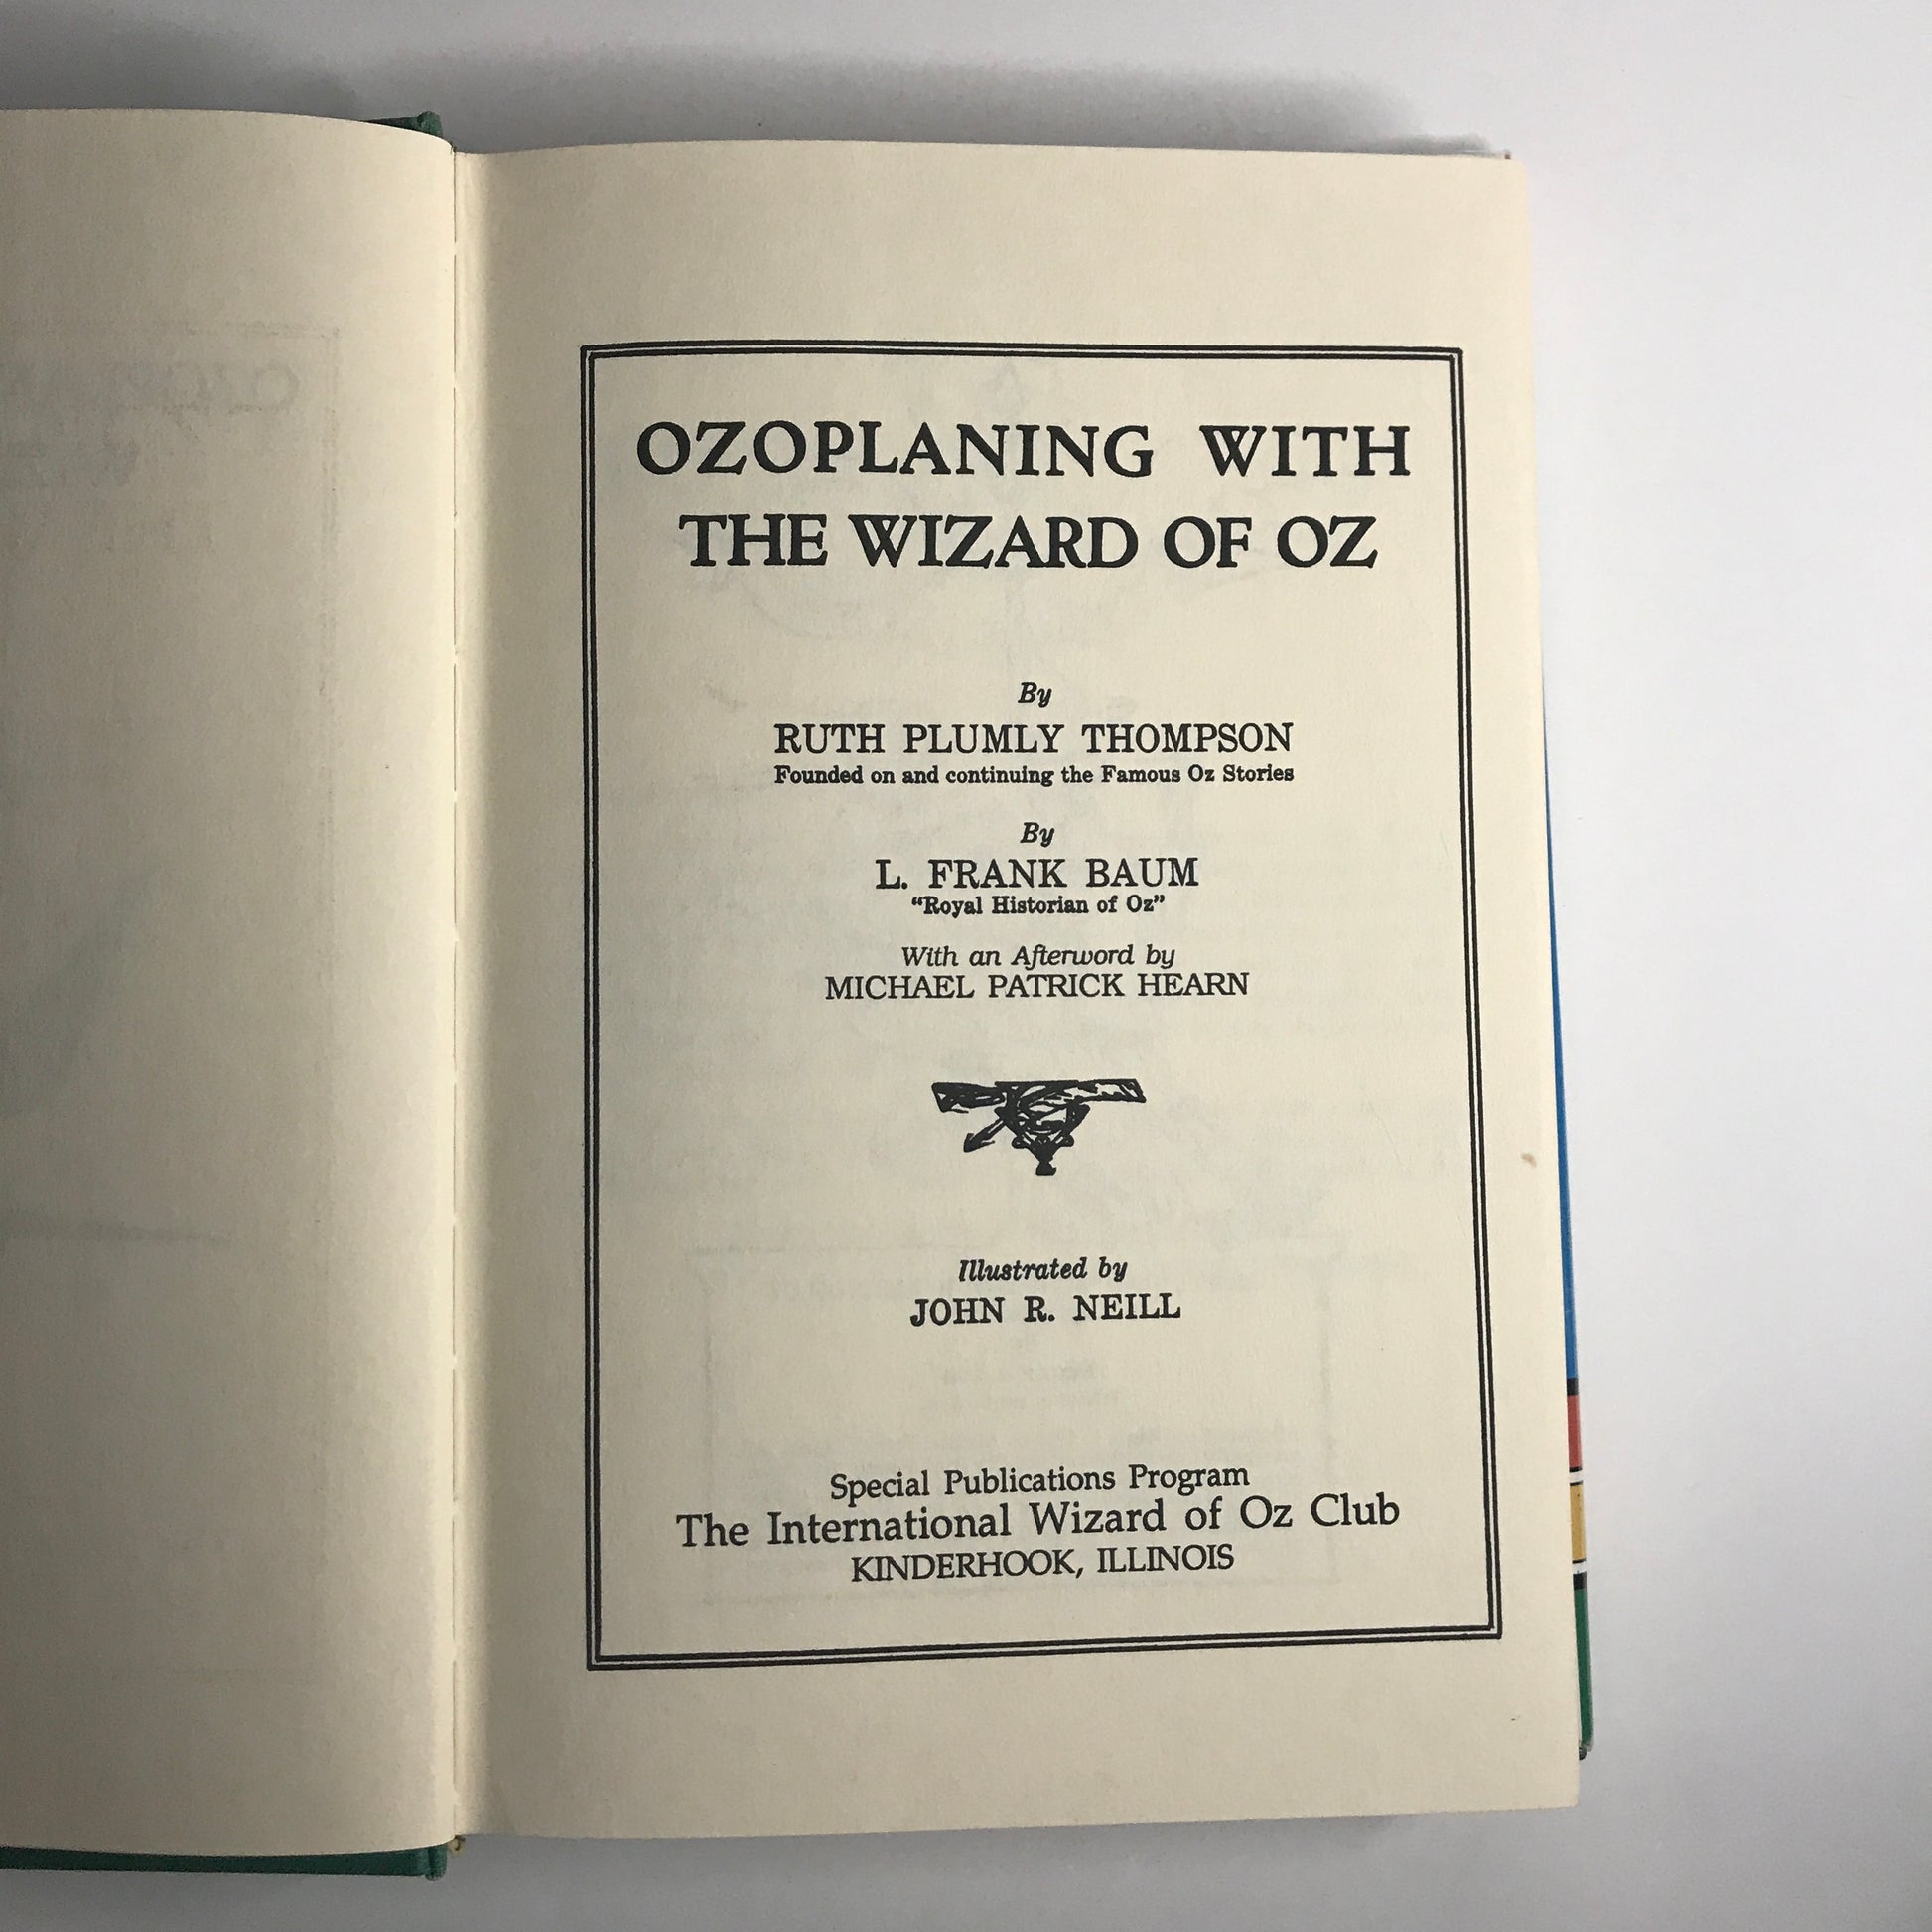 OZOPLANING WITH
THE WIZARD OF OZ
By
RUTH PLUMLY THOMPSON
Founded on and continuing the Famous Oz Stories
By
L. FRANK BAUM
“Royal Historian of Oz”
With an Afterword by
MICHAEL PATRICK HEARN
Illustrated by
JOHN R. NEILL
Special Publications Program
The International Wizard of Oz Club
KINDERHOOK, ILLINOIS